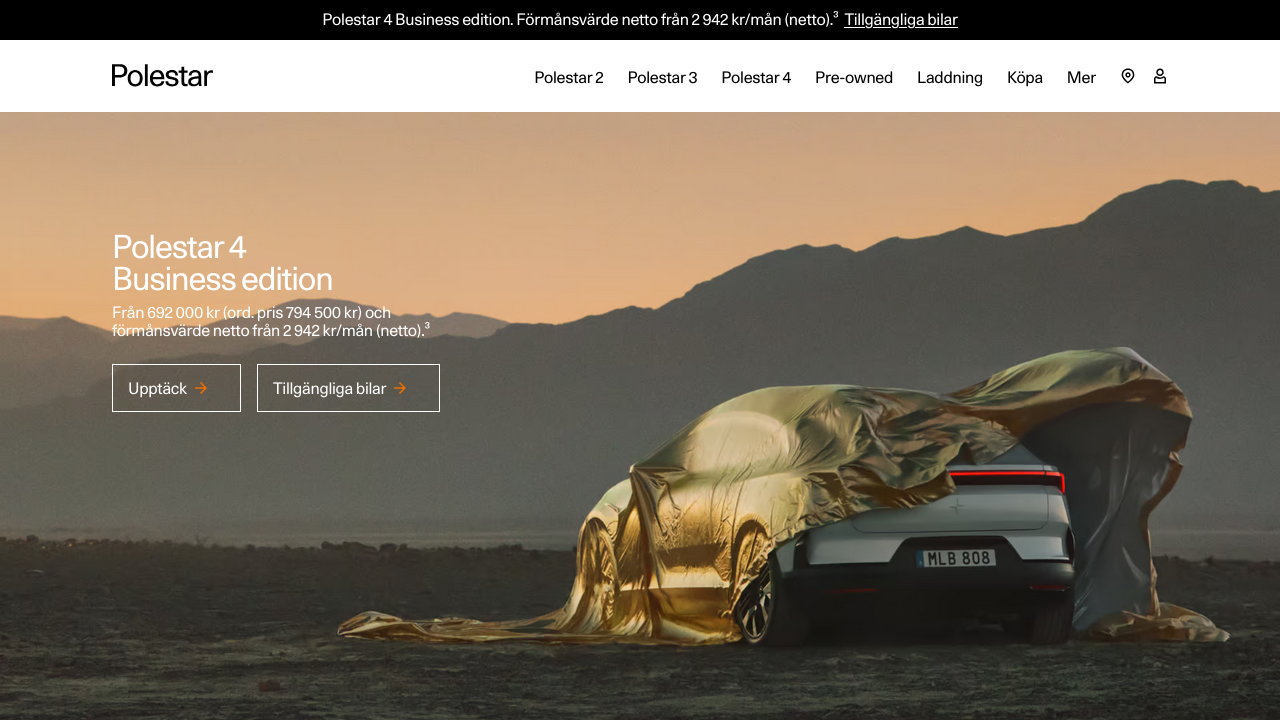 Polestar 4 Business edition. Förmånsvärde netto från 2 942 kr/mån (netto).³ Tillgängliga bilar
Polestar
Polestar 2
Polestar 3
Polestar 4
Pre-owned
Laddning
Köpa
Mer
Polestar 4
Business edition
Från 692 000 kr (ord. pris 794 500 kr) och
förmånsvärde netto från 2 942 kr/mån (netto).³
Upptäck
Tillgängliga bilar
MLB 808